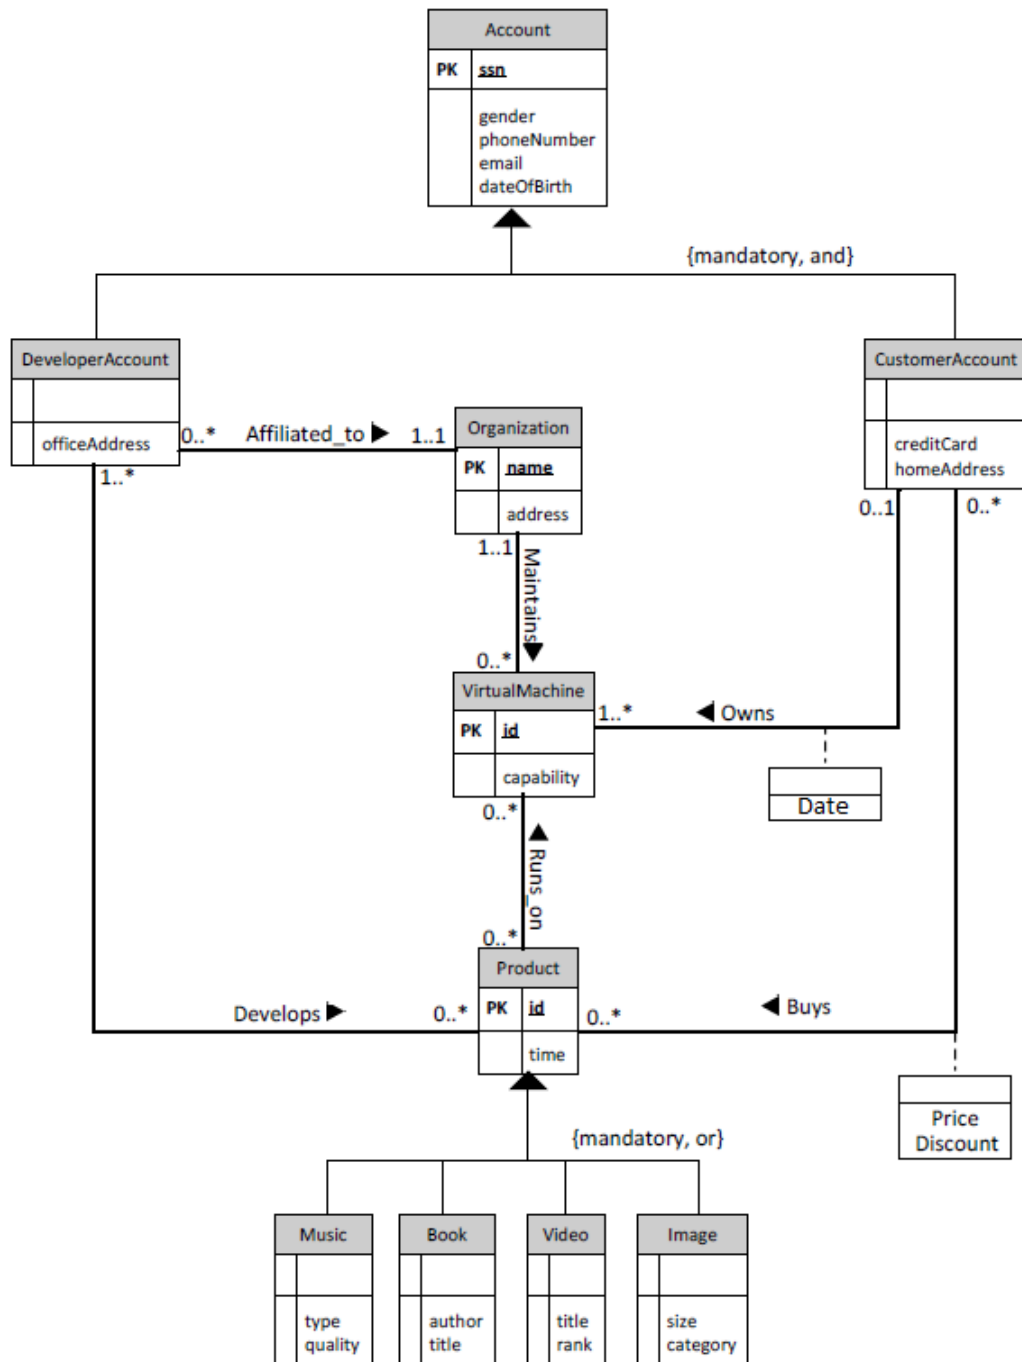 Account
PK ssn
gender
phoneNumber
email
dateOfBirth
{mandatory, and}
DeveloperAccount
officeAddress
CustomerAccount
creditCard
homeAddress
0..* Affiliated_to ▶ 1..1
Organization
PK name
address
1..*
0..1
0..*
1..1
Maintains ▶
0..*
VirtualMachine
PK id
capability
1..* ◀ Owns
Date
0..*
Runs_on ◀
0..*
Product
PK id
time
Develops ▶ 0..*
0..* ◀ Buys
Price
Discount
{mandatory, or}
Music
type
quality
Book
author
title
Video
title
rank
Image
size
category